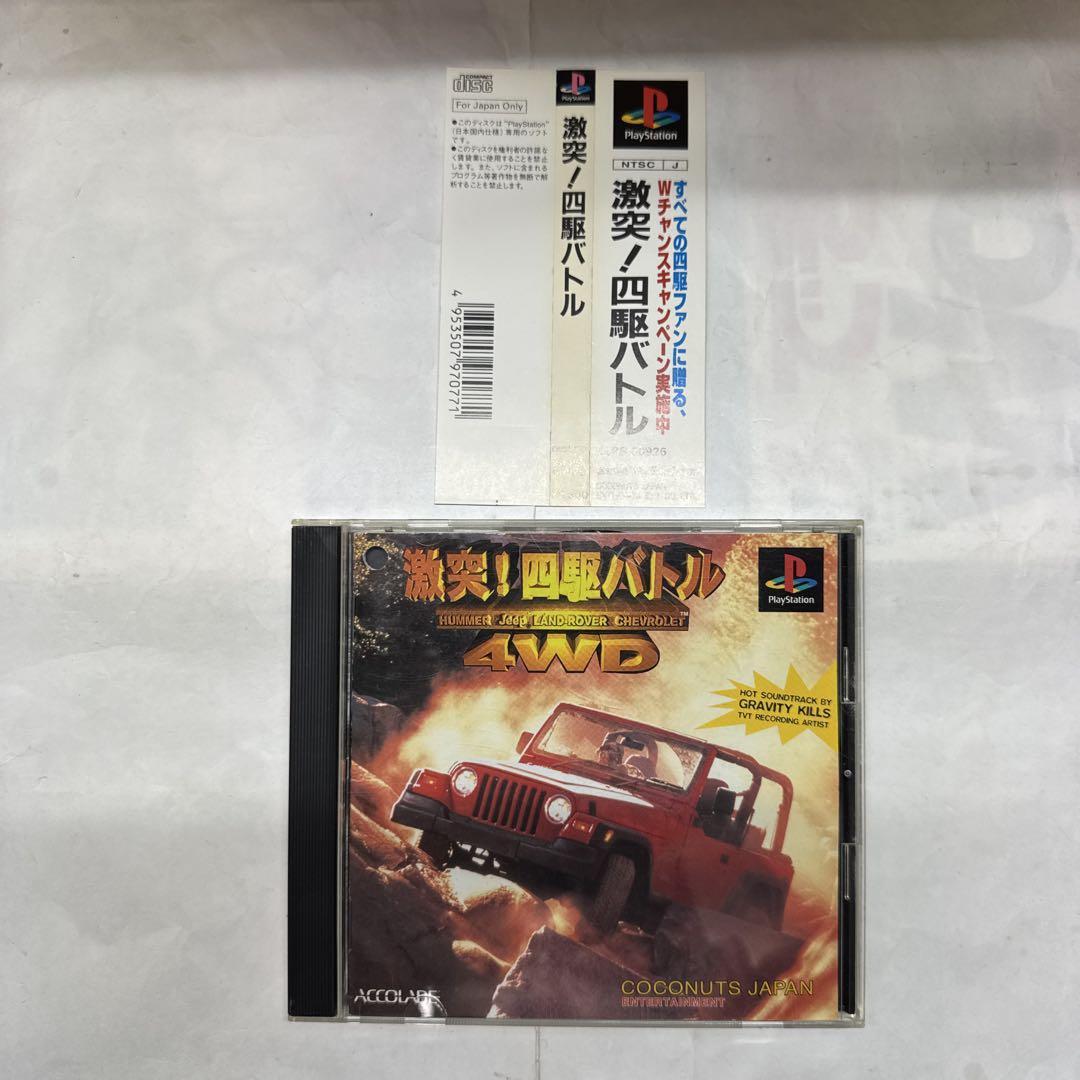 COMPACT
disc
For Japan Only
●このディスクは"PlayStation"
(日本国内仕様)専用のソフト
です。
●このディスクを権利者の許諾な
く賃貸業に使用することを禁止
します。また、ソフトに含まれる
プログラム等著作物を無断で解
析することを禁止します。
4 953507 970771
PlayStation
激突!四駆バトル
PlayStation
NTSC J
すべての四駆ファンに贈る、
Wチャンスキャンペーン実施中
激突!四駆バトル
激突!四駆バトル
HUMMER Jeep LAND-ROVER CHEVROLET™
4WD
PlayStation
HOT SOUNDTRACK BY
GRAVITY KILLS
TVT RECORDING ARTIST
ACCOLADE
COCONUTS JAPAN
ENTERTAINMENT